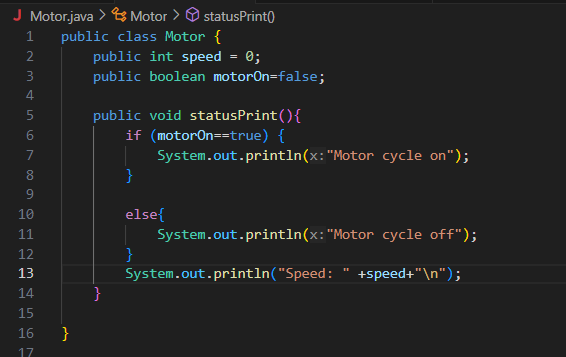 Motor.java > Motor > statusPrint()
1 public class Motor {
2     public int speed = 0;
3     public boolean motorOn=false;
4
5     public void statusPrint(){
6         if (motorOn==true) {
7             System.out.println(x:"Motor cycle on");
8         }
9
10         else{
11             System.out.println(x:"Motor cycle off");
12         }
13         System.out.println("Speed: " +speed+"\n");
14     }
15
16 }
17